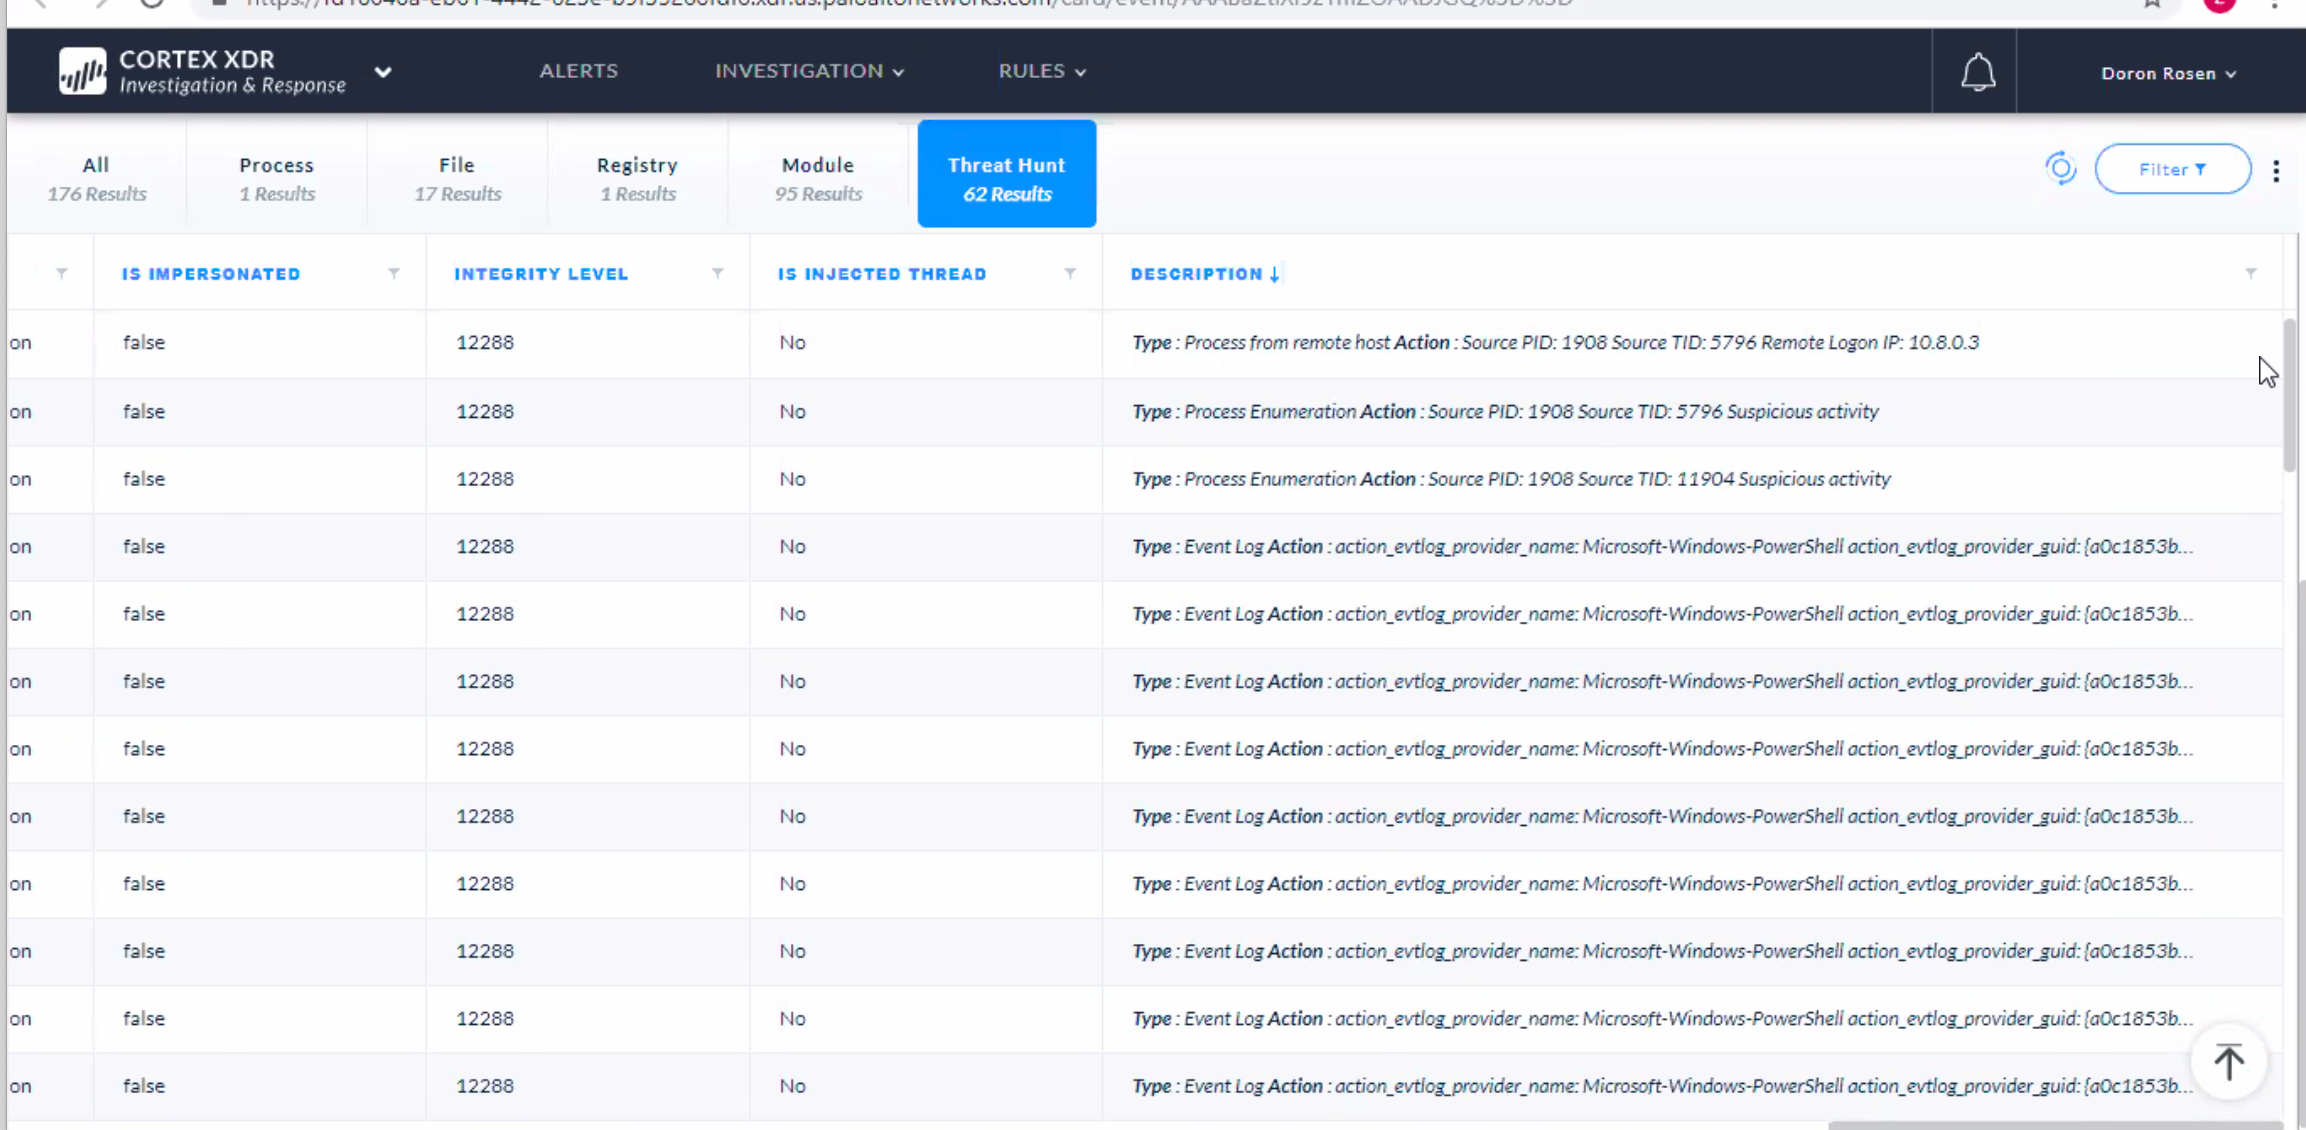 CORTEX XDR
Investigation & Response
ALERTS
INVESTIGATION
RULES
Doron Rosen
All
176 Results
Process
1 Results
File
17 Results
Registry
1 Results
Module
95 Results
Threat Hunt
62 Results
Filter
IS IMPERSONATED INTEGRITY LEVEL IS INJECTED THREAD DESCRIPTION
on false 12288 No Type : Process from remote host Action : Source PID: 1908 Source TID: 5796 Remote Logon IP: 10.8.0.3
on false 12288 No Type : Process Enumeration Action : Source PID: 1908 Source TID: 5796 Suspicious activity
on false 12288 No Type : Process Enumeration Action : Source PID: 1908 Source TID: 11904 Suspicious activity
on false 12288 No Type : Event Log Action : action_evtlog_provider_name: Microsoft-Windows-PowerShell action_evtlog_provider_guid: {a0c1853b...
on false 12288 No Type : Event Log Action : action_evtlog_provider_name: Microsoft-Windows-PowerShell action_evtlog_provider_guid: {a0c1853b...
on false 12288 No Type : Event Log Action : action_evtlog_provider_name: Microsoft-Windows-PowerShell action_evtlog_provider_guid: {a0c1853b...
on false 12288 No Type : Event Log Action : action_evtlog_provider_name: Microsoft-Windows-PowerShell action_evtlog_provider_guid: {a0c1853b...
on false 12288 No Type : Event Log Action : action_evtlog_provider_name: Microsoft-Windows-PowerShell action_evtlog_provider_guid: {a0c1853b...
on false 12288 No Type : Event Log Action : action_evtlog_provider_name: Microsoft-Windows-PowerShell action_evtlog_provider_guid: {a0c1853b...
on false 12288 No Type : Event Log Action : action_evtlog_provider_name: Microsoft-Windows-PowerShell action_evtlog_provider_guid: {a0c1853b...
on false 12288 No Type : Event Log Action : action_evtlog_provider_name: Microsoft-Windows-PowerShell action_evtlog_provider_guid: {a0c1853b...
on false 12288 No Type : Event Log Action : action_evtlog_provider_name: Microsoft-Windows-PowerShell action_evtlog_provider_guid: {a0c1853b...